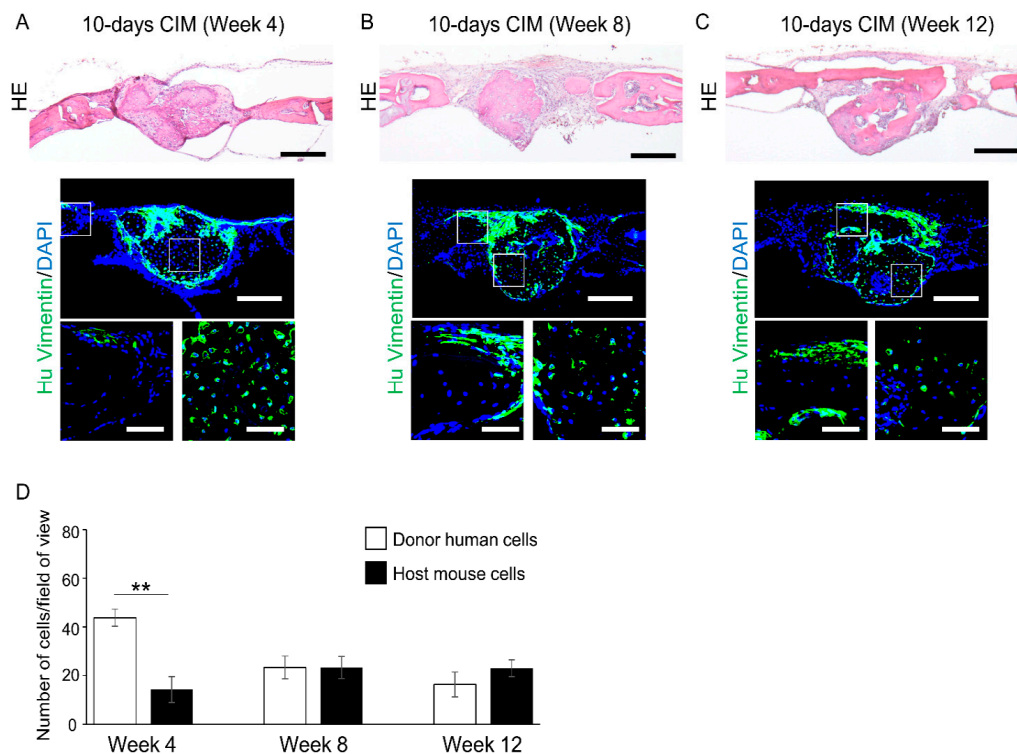 A
10-days CIM (Week 4)
B
10-days CIM (Week 8)
C
10-days CIM (Week 12)
HE
HE
HE
Hu Vimentin/DAPI
Hu Vimentin/DAPI
Hu Vimentin/DAPI
D
Number of cells/field of view
80
60
40
20
0
**
Donor human cells
Host mouse cells
Week 4
Week 8
Week 12